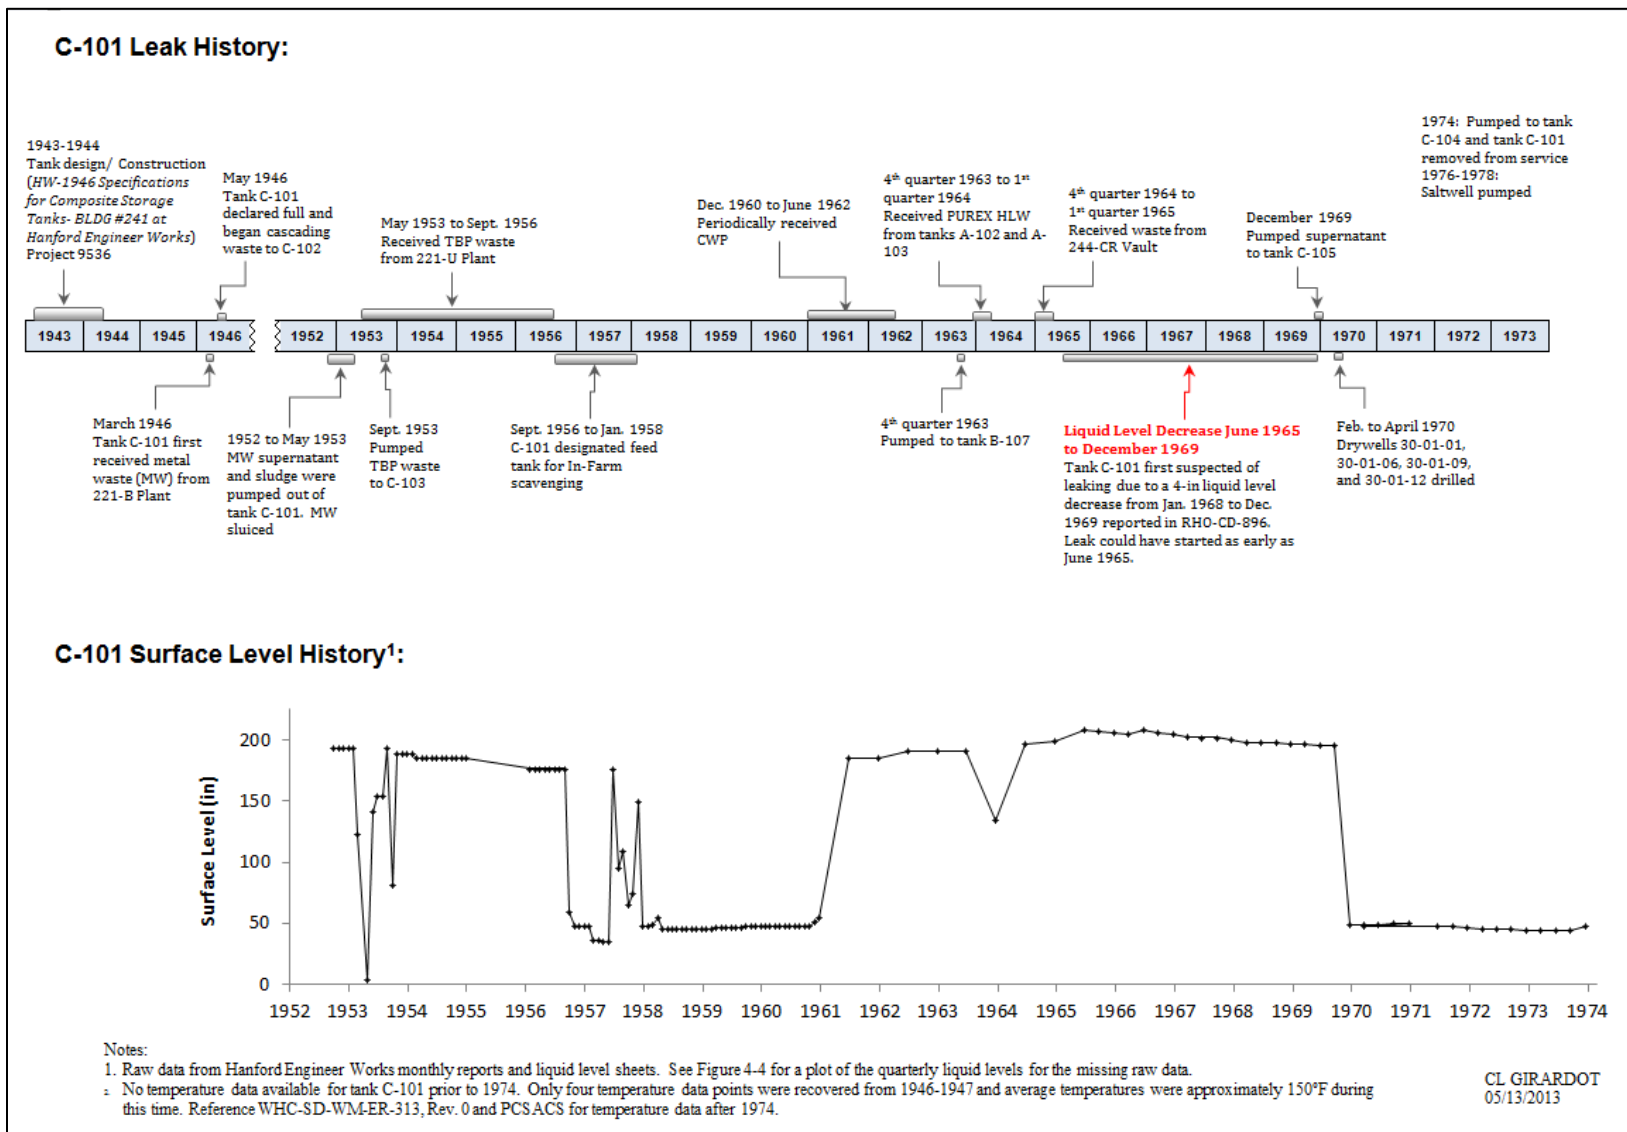 C-101 Leak History:
1943-1944
Tank design/ Construction
(HW-1946 Specifications
for Composite Storage
Tanks- BLDG #241 at
Hanford Engineer Works)
Project 9536
May 1946
Tank C-101
declared full and
began cascading
waste to C-102
May 1953 to Sept. 1956
Received TBP waste
from 221-U Plant
Dec. 1960 to June 1962
Periodically received
CWP
4th quarter 1963 to 1st
quarter 1964
Received PUREX HLW
from tanks A-102 and A-
103
4th quarter 1964 to
1st quarter 1965
Received waste from
244-CR Vault
December 1969
Pumped supernatant
to tank C-105
1974: Pumped to tank
C-104 and tank C-101
removed from service
1976-1978:
Saltwell pumped
1943 1944 1945 1946 1952 1953 1954 1955 1956 1957 1958 1959 1960 1961 1962 1963 1964 1965 1966 1967 1968 1969 1970 1971 1972 1973
March 1946
Tank C-101 first
received metal
waste (MW) from
221-B Plant
1952 to May 1953
MW supernatant
and sludge were
pumped out of
tank C-101. MW
sluiced
Sept. 1953
Pumped
TBP waste
to C-103
Sept. 1956 to Jan. 1958
C-101 designated feed
tank for In-Farm
scavenging
4th quarter 1963
Pumped to tank B-107
Liquid Level Decrease June 1965
to December 1969
Tank C-101 first suspected of
leaking due to a 4-in liquid level
decrease from Jan. 1968 to Dec.
1969 reported in RHO-CD-896.
Leak could have started as early as
June 1965.
Feb. to April 1970
Drywells 30-01-01,
30-01-06, 30-01-09,
and 30-01-12 drilled
C-101 Surface Level History1:
Surface Level (in)
200
150
100
50
0
1952 1953 1954 1955 1956 1957 1958 1959 1960 1961 1962 1963 1964 1965 1966 1967 1968 1969 1970 1971 1972 1973 1974
Notes:
1. Raw data from Hanford Engineer Works monthly reports and liquid level sheets. See Figure 4-4 for a plot of the quarterly liquid levels for the missing raw data.
2. No temperature data available for tank C-101 prior to 1974. Only four temperature data points were recovered from 1946-1947 and average temperatures were approximately 150°F during
this time. Reference WHC-SD-WM-ER-313, Rev. 0 and PCSACS for temperature data after 1974.
CL GIRARDOT
05/13/2013